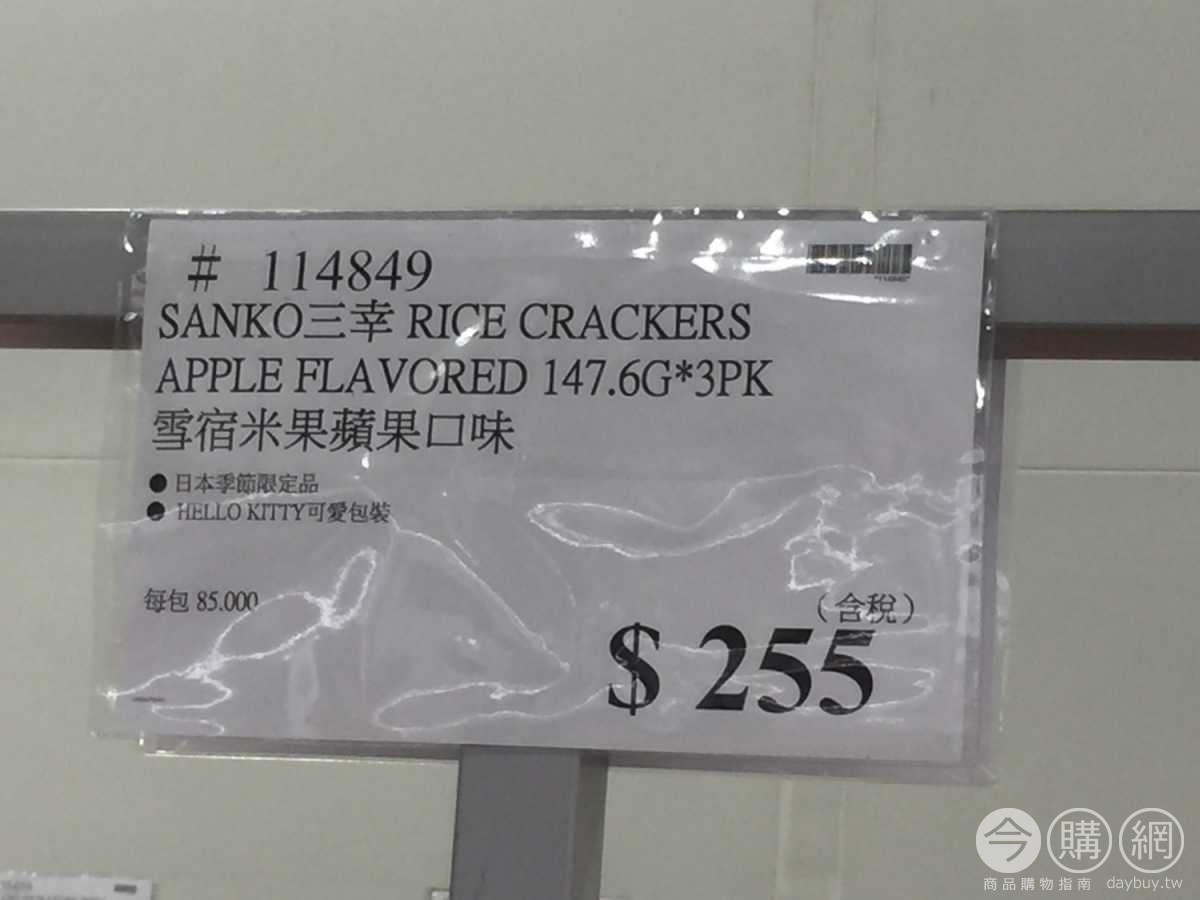 # 114849
SANKO三幸 RICE CRACKERS
APPLE FLAVORED 147.6G*3PK
雪宿米果蘋果口味
● 日本季節限定品
● HELLO KITTY可愛包裝
每包 85.000
（含稅）
$ 255
今購網
商品購物指南 daybuy.tw